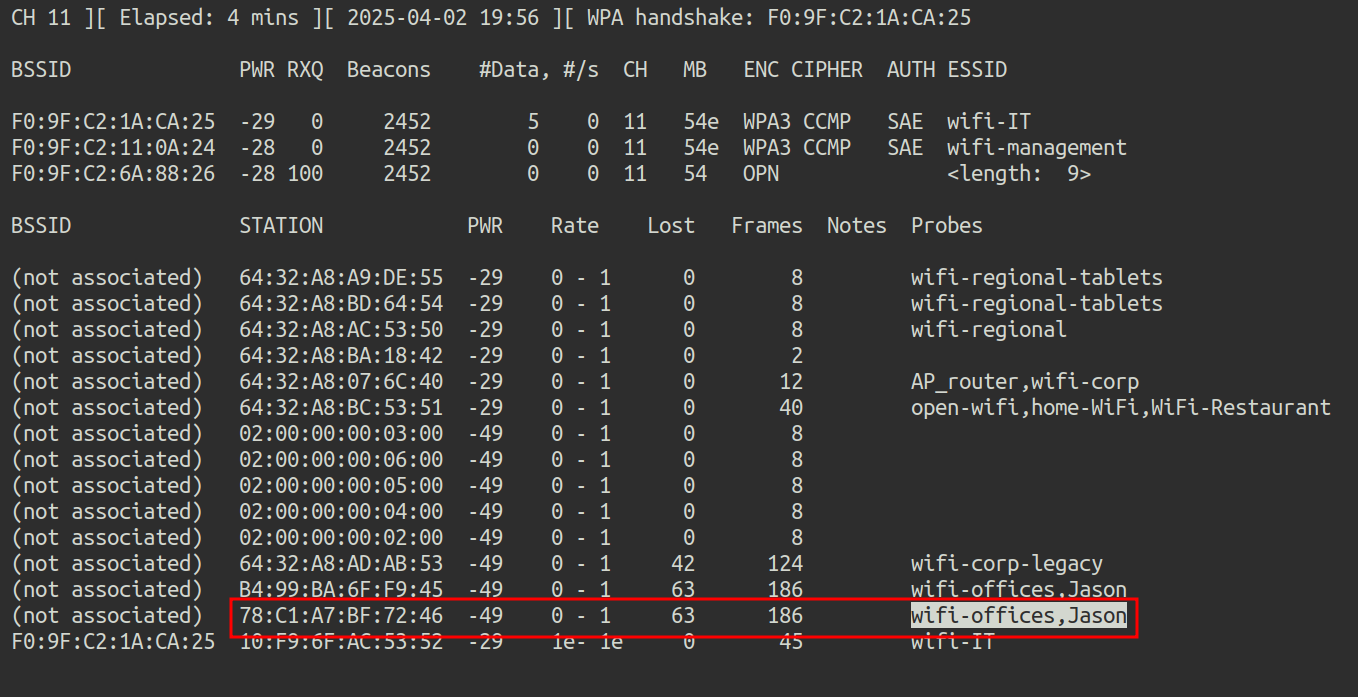 CH 11 ][ Elapsed: 4 mins ][ 2025-04-02 19:56 ][ WPA handshake: F0:9F:C2:1A:CA:25
BSSID PWR RXQ Beacons #Data, #/s CH MB ENC CIPHER AUTH ESSID
F0:9F:C2:1A:CA:25 -29 0 2452 5 0 11 54e WPA3 CCMP SAE wifi-IT
F0:9F:C2:11:0A:24 -28 0 2452 0 0 11 54e WPA3 CCMP SAE wifi-management
F0:9F:C2:6A:88:26 -28 100 2452 0 0 11 54 OPN <length: 9>
BSSID STATION PWR Rate Lost Frames Notes Probes
(not associated) 64:32:A8:A9:DE:55 -29 0 - 1 0 8 wifi-regional-tablets
(not associated) 64:32:A8:BD:64:54 -29 0 - 1 0 8 wifi-regional-tablets
(not associated) 64:32:A8:AC:53:50 -29 0 - 1 0 8 wifi-regional
(not associated) 64:32:A8:BA:18:42 -29 0 - 1 0 2
(not associated) 64:32:A8:07:6C:40 -29 0 - 1 0 12 AP_router,wifi-corp
(not associated) 64:32:A8:BC:53:51 -29 0 - 1 0 40 open-wifi,home-WiFi,WiFi-Restaurant
(not associated) 02:00:00:00:03:00 -49 0 - 1 0 8
(not associated) 02:00:00:00:06:00 -49 0 - 1 0 8
(not associated) 02:00:00:00:05:00 -49 0 - 1 0 8
(not associated) 02:00:00:00:04:00 -49 0 - 1 0 8
(not associated) 02:00:00:00:02:00 -49 0 - 1 0 8
(not associated) 64:32:A8:AD:AB:53 -49 0 - 1 42 124 wifi-corp-legacy
(not associated) B4:99:BA:6F:F9:45 -49 0 - 1 63 186 wifi-offices,Jason
(not associated) 78:C1:A7:BF:72:46 -49 0 - 1 63 186 wifi-offices,Jason
F0:9F:C2:1A:CA:25 10:F9:6F:AC:53:52 -29 1e- 1e 0 45 wifi-IT